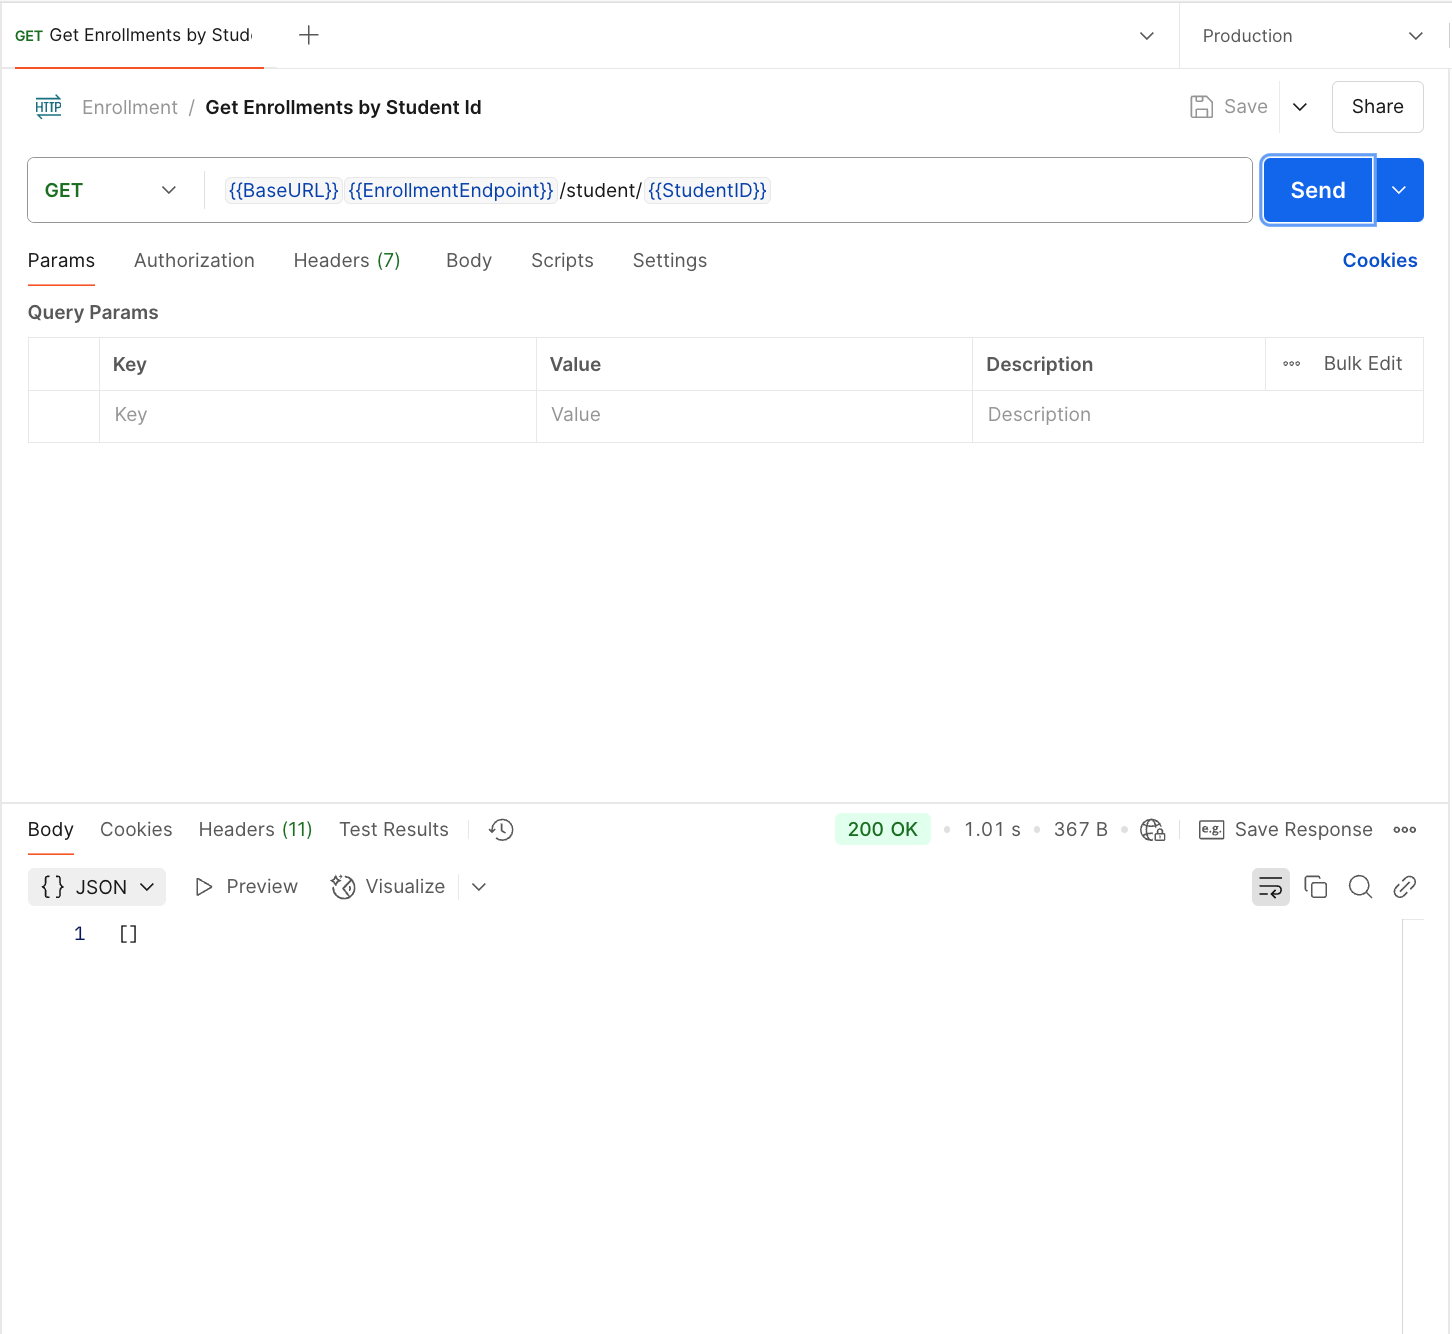 GET Get Enrollments by Stud
Production
HTTP Enrollment / Get Enrollments by Student Id
Save
Share
GET
{{BaseURL}} {{EnrollmentEndpoint}} /student/ {{StudentID}}
Send
Params Authorization Headers (7) Body Scripts Settings
Cookies
Query Params
Key Value Description Bulk Edit
Key Value Description
Body Cookies Headers (11) Test Results
200 OK 1.01 s 367 B e.g. Save Response
{} JSON Preview Visualize
1 []